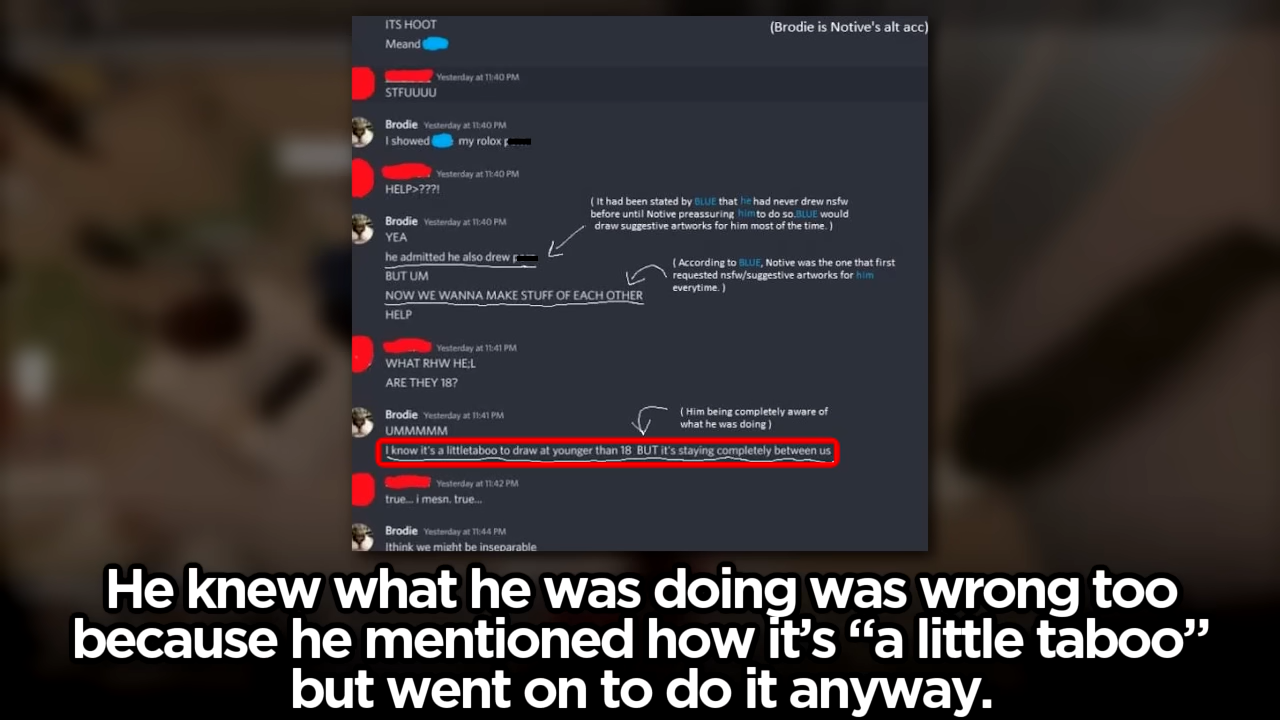 ITS HOOT
(Brodie is Notive's alt acc)
Meand
Yesterday at 11:40 PM
STFUUUU
Brodie Yesterday at 11:40 PM
I showed my rolox p
Yesterday at 11:40 PM
HELP>???!
( It had been stated by BLUE that he had never drew nsfw
before until Notive preassuring him to do so.BLUE would
draw suggestive artworks for him most of the time. )
Brodie Yesterday at 11:40 PM
YEA
he admitted he also drew p
( According to BLUE, Notive was the one that first
requested nsfw/suggestive artworks for him
everytime. )
BUT UM
NOW WE WANNA MAKE STUFF OF EACH OTHER
HELP
Yesterday at 11:41 PM
WHAT RHW HE;L
ARE THEY 18?
Brodie Yesterday at 11:41 PM
( Him being completely aware of
what he was doing )
UMMMMM
I know it's a littletaboo to draw at younger than 18 BUT it's staying completely between us
Yesterday at 11:42 PM
true... i mesn. true...
Brodie Yesterday at 11:44 PM
Ithink we might be inseparable
He knew what he was doing was wrong too
because he mentioned how it's “a little taboo”
but went on to do it anyway.